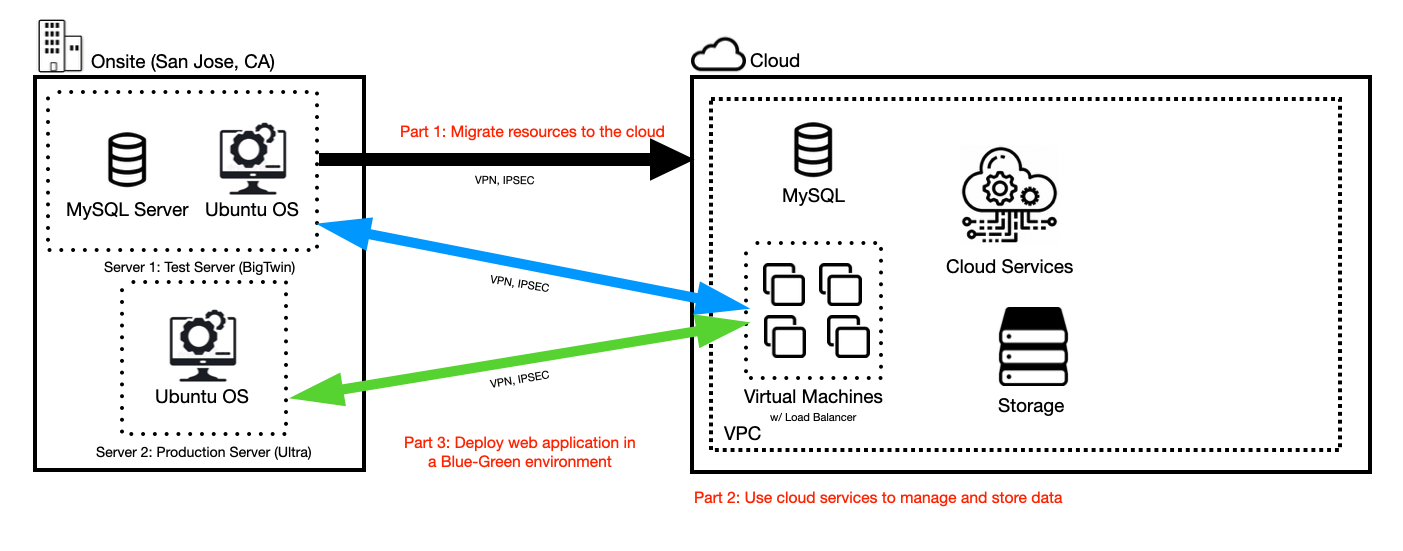 Onsite (San Jose, CA)
Cloud
Part 1: Migrate resources to the cloud
VPN, IPSEC
MySQL Server
Ubuntu OS
Server 1: Test Server (BigTwin)
VPN, IPSEC
Ubuntu OS
Server 2: Production Server (Ultra)
VPN, IPSEC
Part 3: Deploy web application in
a Blue-Green environment
MySQL
Cloud Services
Virtual Machines
w/ Load Balancer
Storage
VPC
Part 2: Use cloud services to manage and store data